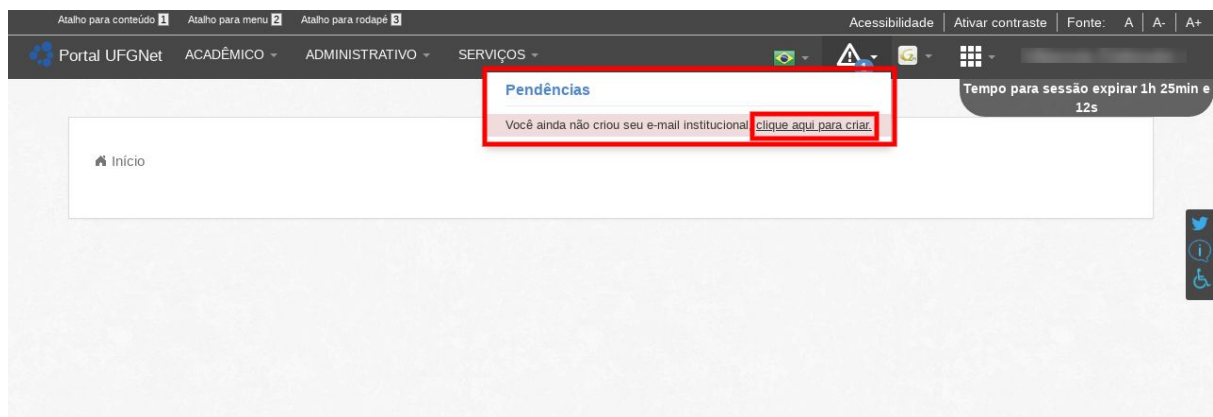 Atalho para conteúdo 1 Atalho para menu 2 Atalho para rodapé 3 Acessibilidade Ativar contraste Fonte: A A- A+
Portal UFGNet ACADÊMICO ADMINISTRATIVO SERVIÇOS
Pendências
Tempo para sessão expirar 1h 25min e
12s
Você ainda não criou seu e-mail institucional, clique aqui para criar.
Início